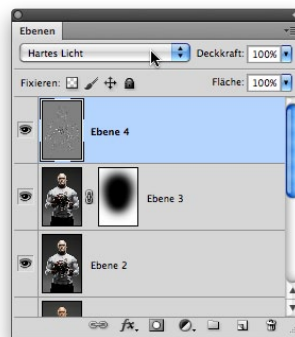 Ebenen
Hartes Licht Deckkraft: 100%
Fixieren: Fläche: 100%
Ebene 4
Ebene 3
Ebene 2
fx.